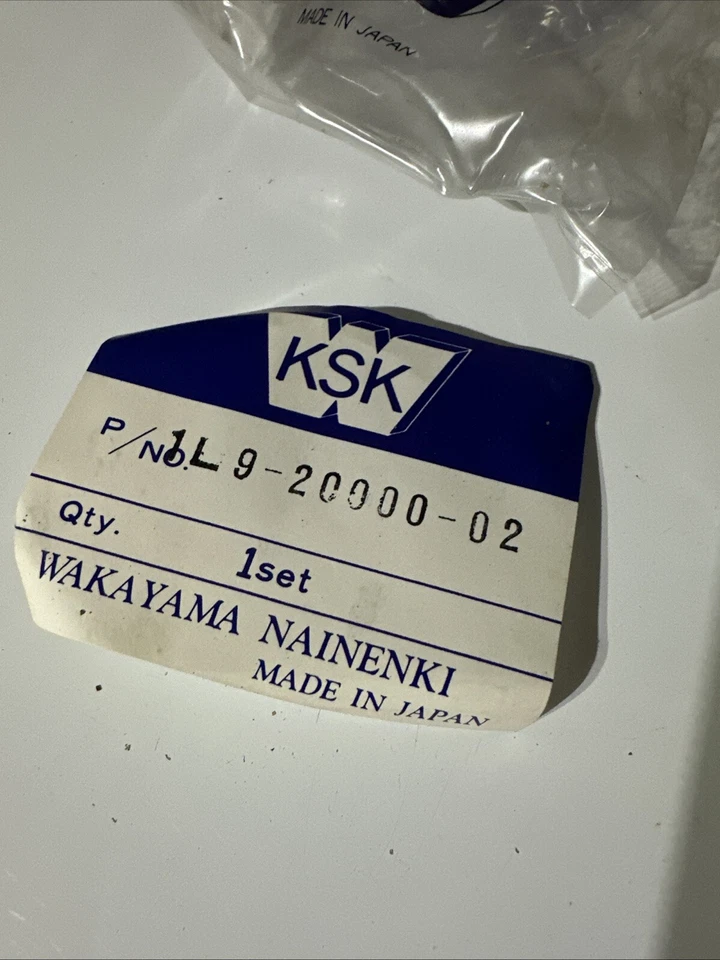 MADE IN JAPAN
KSK
P/NO. 1L9-20000-02
Qty. 1set
WAKAYAMA NAINENKI
MADE IN JAPAN